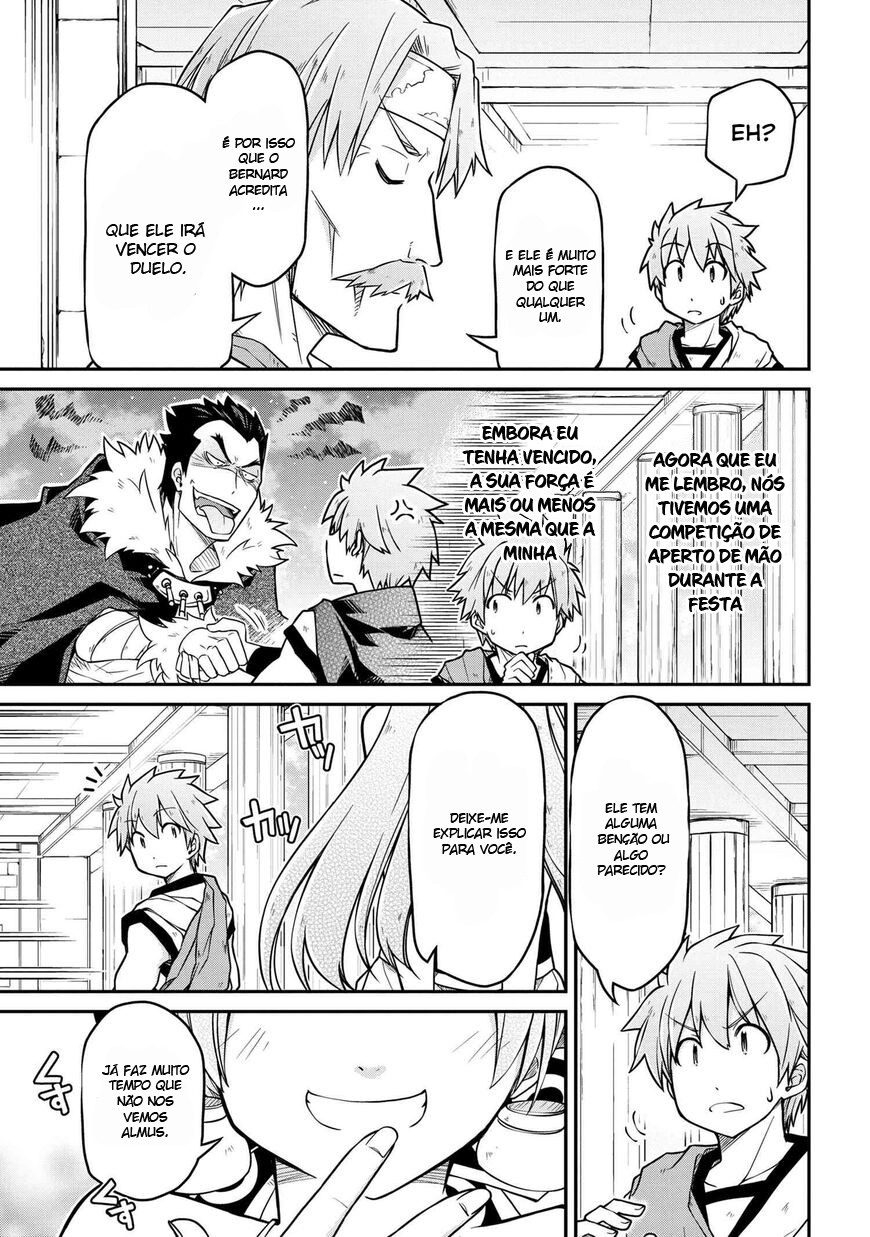 EH?
E ELE É MUITO
MAIS FORTE
DO QUE
QUALQUER
UM.
É POR ISSO
QUE O
BERNARD
ACREDITA
...
QUE ELE IRÁ
VENCER O
DUELO.
AGORA QUE EU
ME LEMBRO, NÓS
TIVEMOS UMA
COMPETIÇÃO DE
APERTO DE MÃO
DURANTE A
FESTA
EMBORA EU
TENHA VENCIDO,
A SUA FORÇA É
MAIS OU MENOS
A MESMA QUE A
MINHA
ELE TEM
ALGUMA
BENÇÃO OU
ALGO
PARECIDO?
DEIXE-ME
EXPLICAR ISSO
PARA VOCÊ.
カッ
カッ
JÁ FAZ MUITO
TEMPO QUE
NÃO NOS
VEMOS
ALMUS.
くす
くす